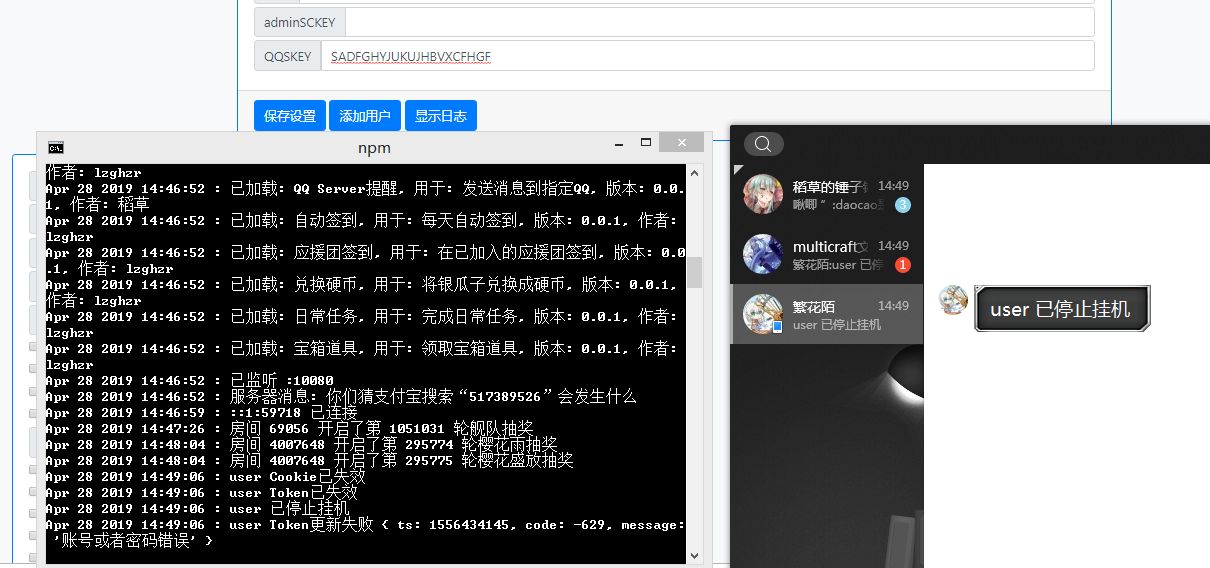 adminSCKEY
QQSKEY SADFGHYJUKUJHBVXCFHGF
保存设置 添加用户 显示日志
npm
作者: lzghzr
Apr 28 2019 14:46:52 : 已加载: QQ Server提醒, 用于: 发送消息到指定QQ, 版本: 0.0.
1, 作者: 稻草
Apr 28 2019 14:46:52 : 已加载: 自动签到, 用于: 每天自动签到, 版本: 0.0.1, 作者:
lzghzr
Apr 28 2019 14:46:52 : 已加载: 应援团签到, 用于: 在已加入的应援团签到, 版本: 0.0
.1, 作者: lzghzr
Apr 28 2019 14:46:52 : 已加载: 兑换硬币, 用于: 将银瓜子兑换成硬币, 版本: 0.0.1,
作者: lzghzr
Apr 28 2019 14:46:52 : 已加载: 日常任务, 用于: 完成日常任务, 版本: 0.0.1, 作者:
lzghzr
Apr 28 2019 14:46:52 : 已加载: 宝箱道具, 用于: 领取宝箱道具, 版本: 0.0.1, 作者:
lzghzr
Apr 28 2019 14:46:52 : 已监听 :10080
Apr 28 2019 14:46:52 : 服务器消息: 你们猜支付宝搜索“517389526”会发生什么
Apr 28 2019 14:46:59 : ::1:59718 已连接
Apr 28 2019 14:47:26 : 房间 69056 开启了第 1051031 轮舰队抽奖
Apr 28 2019 14:48:04 : 房间 4007648 开启了第 295774 轮樱花雨抽奖
Apr 28 2019 14:48:04 : 房间 4007648 开启了第 295775 轮樱花盛放抽奖
Apr 28 2019 14:49:06 : user Cookie已失效
Apr 28 2019 14:49:06 : user Token已失效
Apr 28 2019 14:49:06 : user 已停止挂机
Apr 28 2019 14:49:06 : user Token更新失败 { ts: 1556434145, code: -629, message:
'账号或者密码错误' }
稻草的锤子 14:49
啾唧“ :daocao 3
multicraft 14:49
繁花陌:user 已停 1
繁花陌 14:49
user 已停止挂机
user 已停止挂机